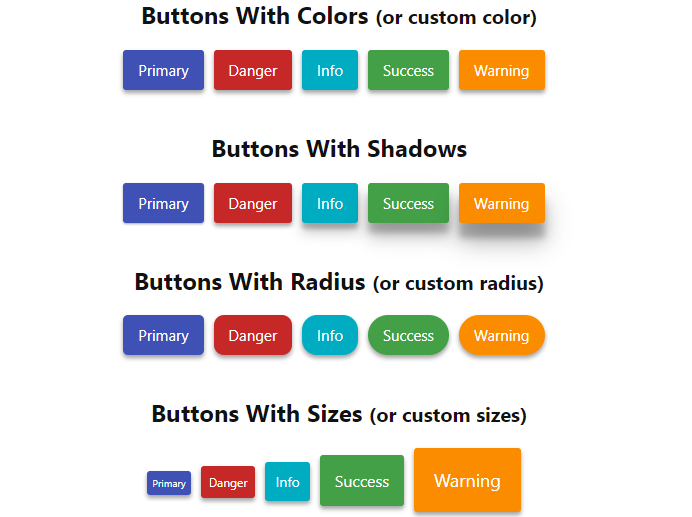 Buttons With Colors (or custom color)
Primary Danger Info Success Warning
Buttons With Shadows
Primary Danger Info Success Warning
Buttons With Radius (or custom radius)
Primary Danger Info Success Warning
Buttons With Sizes (or custom sizes)
Primary Danger Info Success Warning